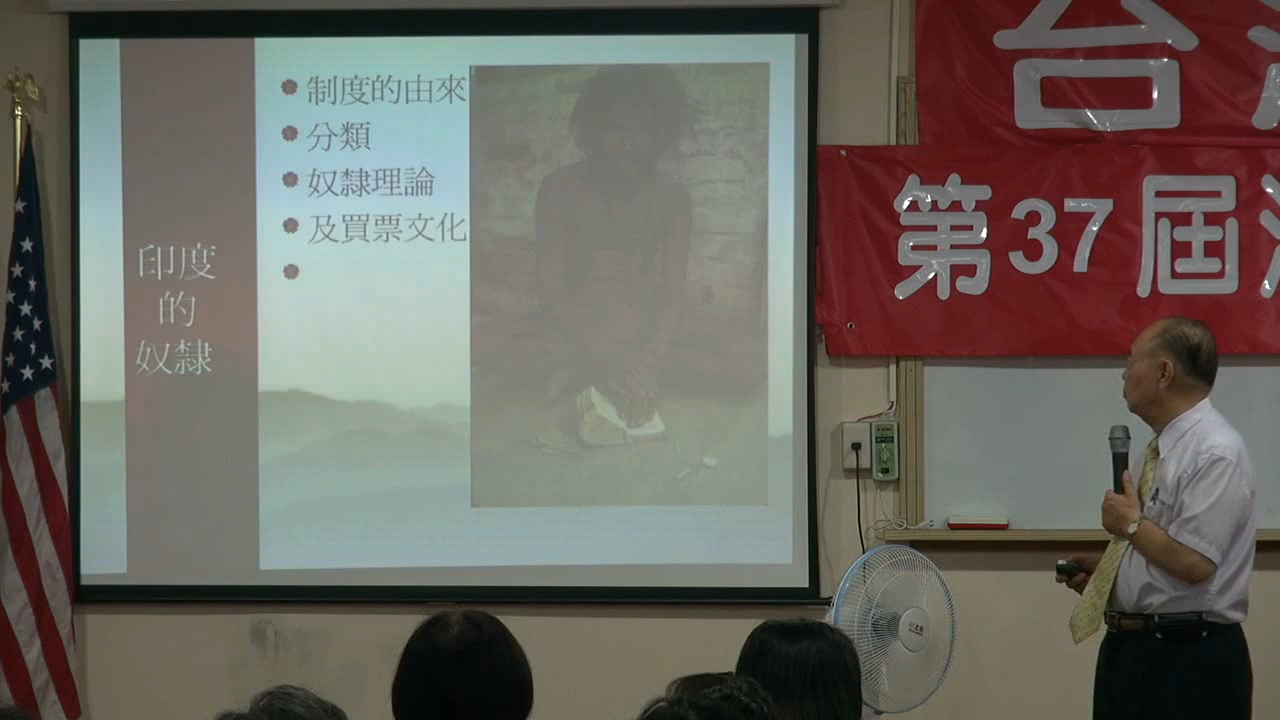 制度的由來
分類
奴隸理論
及買票文化
印度
的
奴隸
台
第37屆